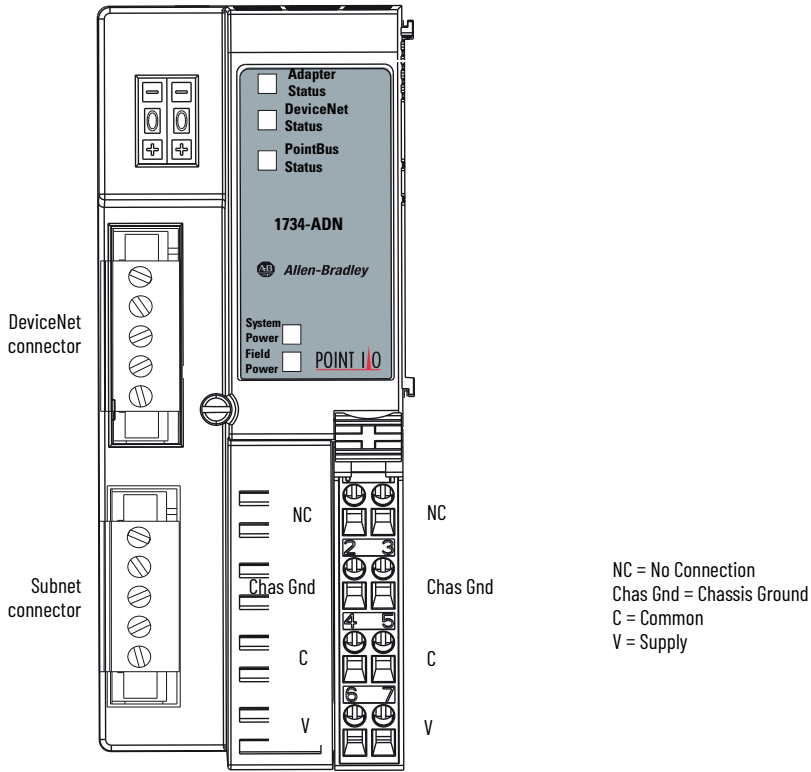 − −
0 0
+ +
Adapter
Status
DeviceNet
Status
PointBus
Status
1734-ADN
A-B Allen-Bradley
System
Power
Field
Power
POINT I/O
DeviceNet
connector
Subnet
connector
NC
NC
2 3
Chas Gnd
Chas Gnd
4 5
C
C
6 7
V
V
NC = No Connection
Chas Gnd = Chassis Ground
C = Common
V = Supply